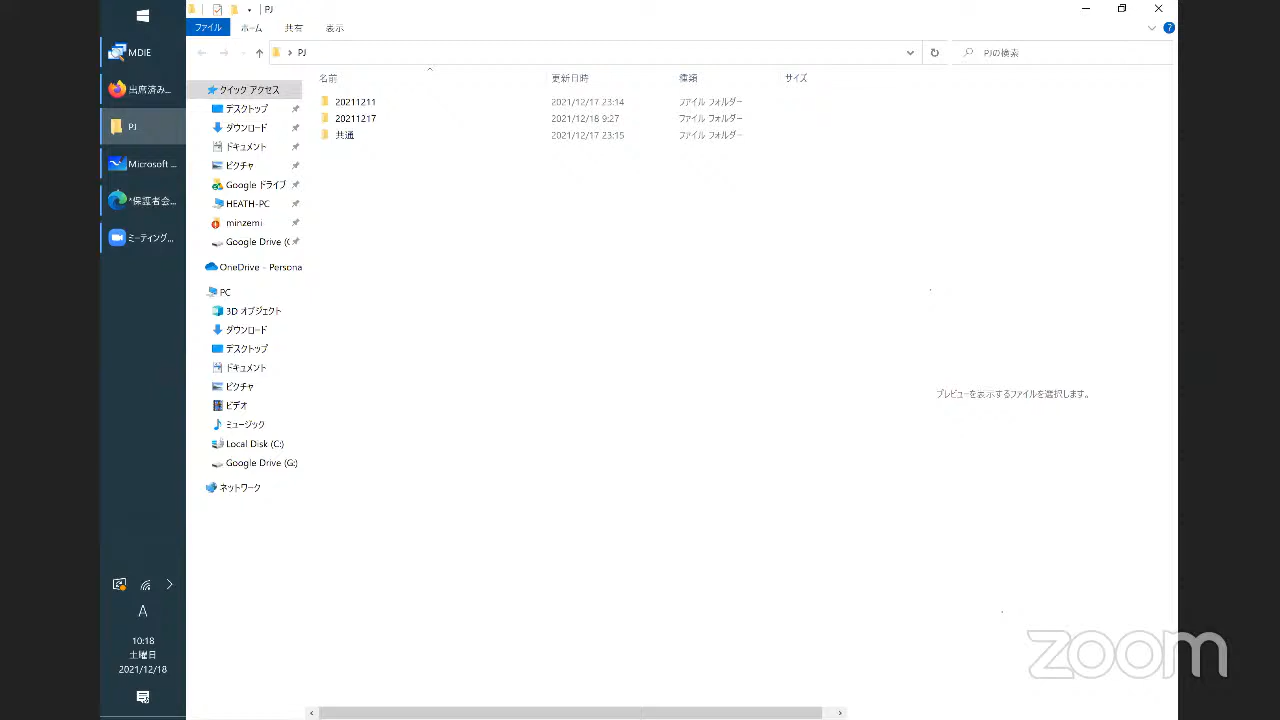 PJ
ファイル ホーム 共有 表示
PJ
PJの検索
名前 更新日時 種類 サイズ
20211211 2021/12/17 23:14 ファイル フォルダー
20211217 2021/12/18 9:27 ファイル フォルダー
共通 2021/12/17 23:15 ファイル フォルダー
MDIE
出席済み...
PJ
Microsoft ...
*保護者会...
ミーティング...
クイック アクセス
デスクトップ
ダウンロード
ドキュメント
ピクチャ
Google ドライブ
HEATH-PC
minzemi
Google Drive (G
OneDrive - Persona
PC
3D オブジェクト
ダウンロード
デスクトップ
ドキュメント
ピクチャ
ビデオ
ミュージック
Local Disk (C:)
Google Drive (G:)
ネットワーク
プレビューを表示するファイルを選択します。
A
10:18
土曜日
2021/12/18
zoom